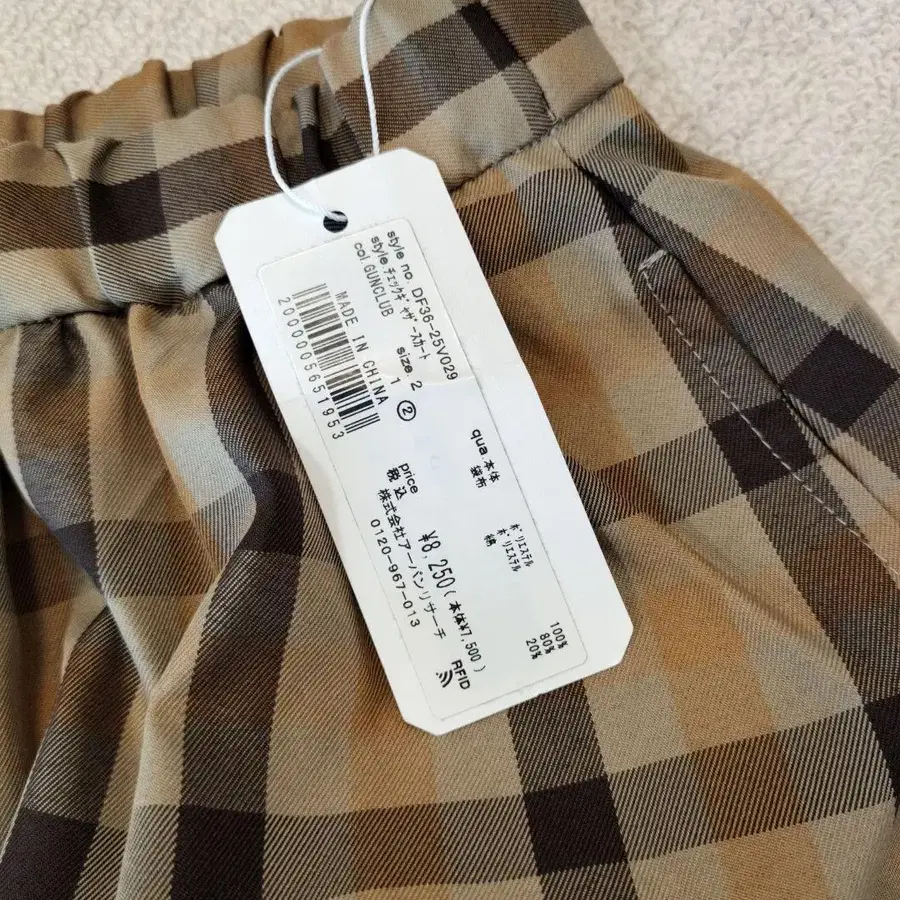 style no. DF36-25V029
style. チェックギャザースカート
col. GUNCLUB size. 2
1 ②
MADE IN CHINA
2000005651953
qua. 本体 ポリエステル 100%
袋布 ポリエステル 80%
綿 20%
price
税込 ¥8,250(本体¥7,500)
株式会社アーバンリサーチ
0120-967-013
RFID